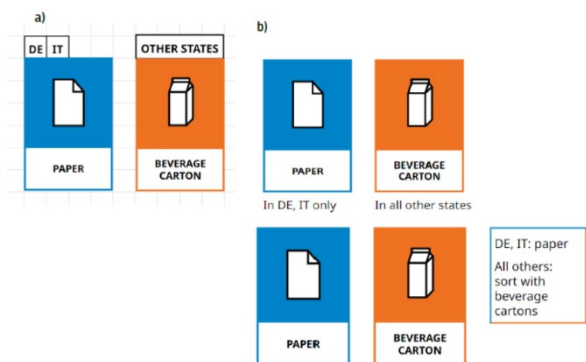 a)
DE IT
OTHER STATES
PAPER
BEVERAGE
CARTON
b)
PAPER
BEVERAGE
CARTON
In DE, IT only
In all other states
PAPER
BEVERAGE
CARTON
DE, IT: paper
All others:
sort with
beverage
cartons